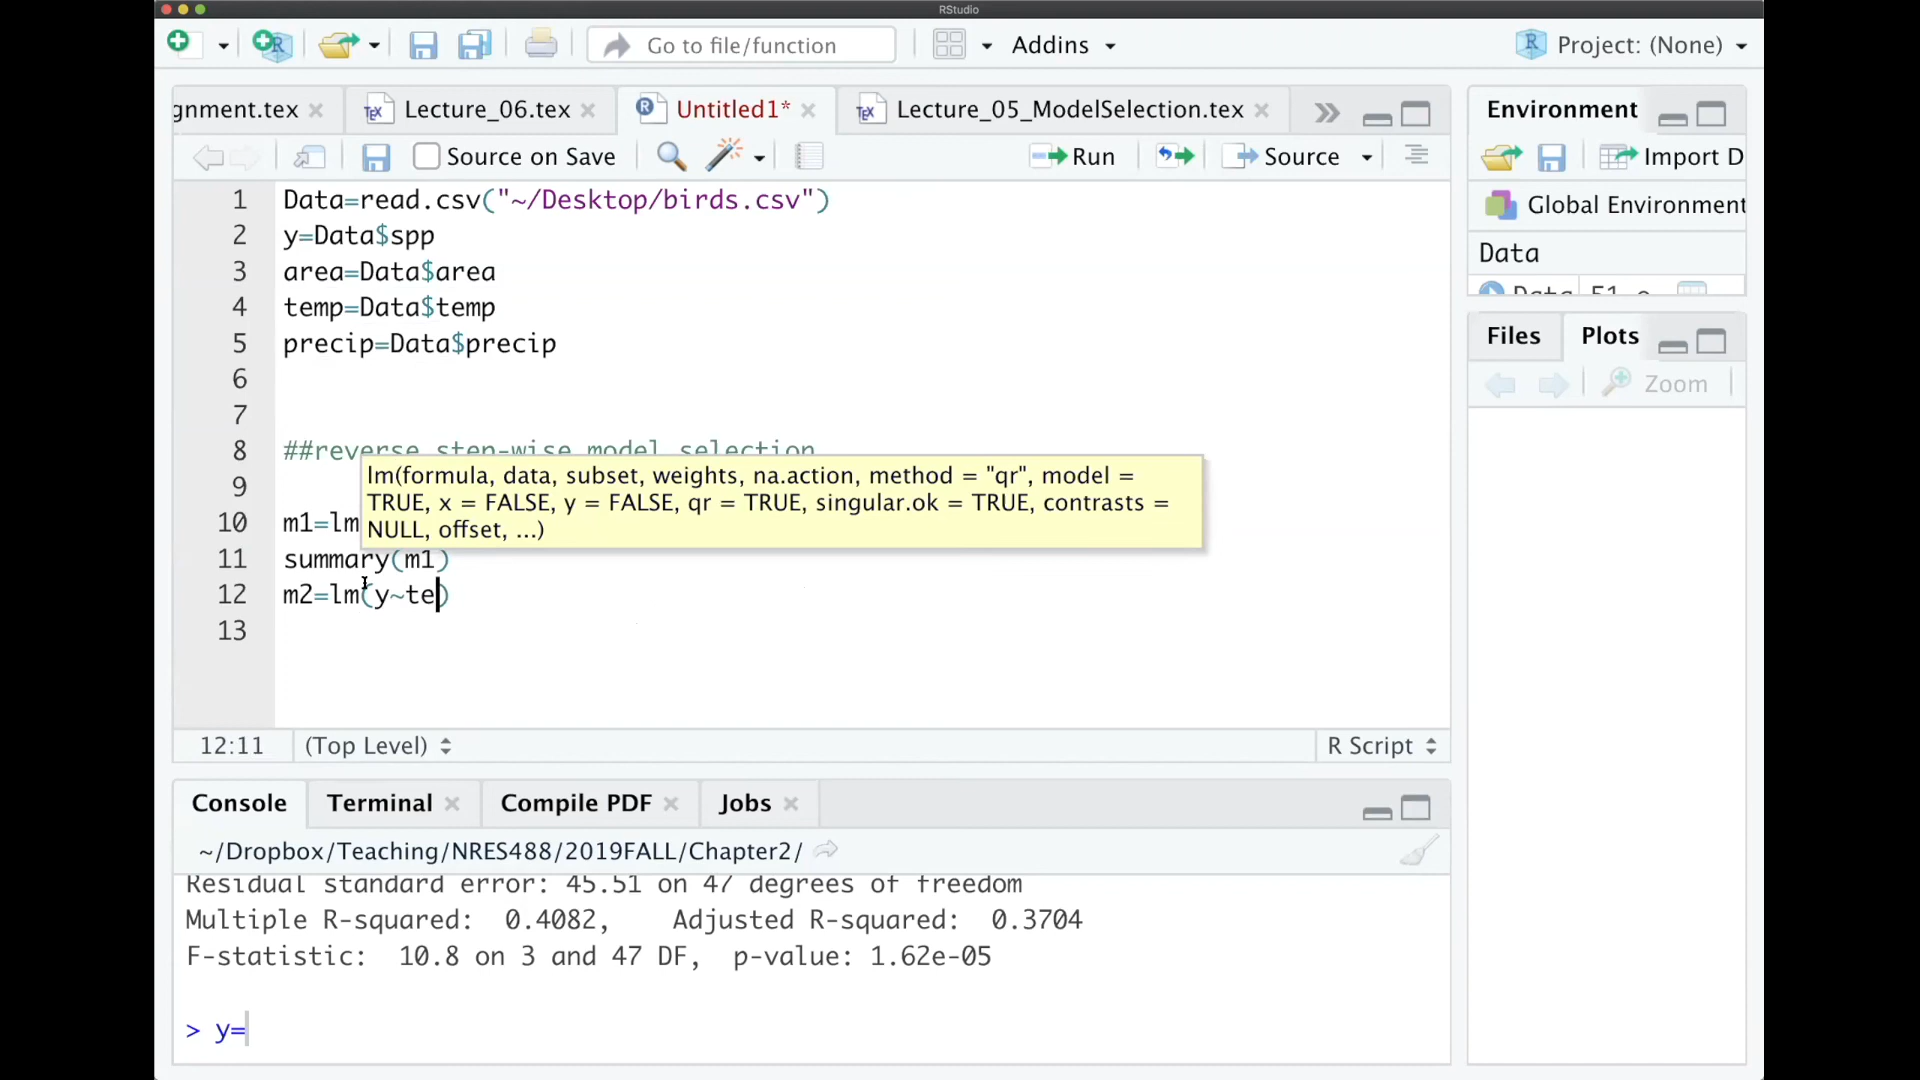 RStudio
Go to file/function
Addins
Project: (None)
gnment.tex
Lecture_06.tex
Untitled1*
Lecture_05_ModelSelection.tex
Source on Save
Run
Source
1 Data=read.csv("~/Desktop/birds.csv")
2 y=Data$spp
3 area=Data$area
4 temp=Data$temp
5 precip=Data$precip
6
7
8 ##reverse step-wise model selection
9
lm(formula, data, subset, weights, na.action, method = "qr", model =
TRUE, x = FALSE, y = FALSE, qr = TRUE, singular.ok = TRUE, contrasts =
NULL, offset, ...)
10 m1=lm
11 summary(m1)
12 m2=lm(y~te)
13
12:11 (Top Level) R Script
Console Terminal Compile PDF Jobs
~/Dropbox/Teaching/NRES488/2019FALL/Chapter2/
Residual standard error: 45.51 on 47 degrees of freedom
Multiple R-squared:  0.4082,    Adjusted R-squared:  0.3704
F-statistic:  10.8 on 3 and 47 DF,  p-value: 1.62e-05
> y=
Environment
Import D
Global Environment
Data
Data
Files Plots
Zoom